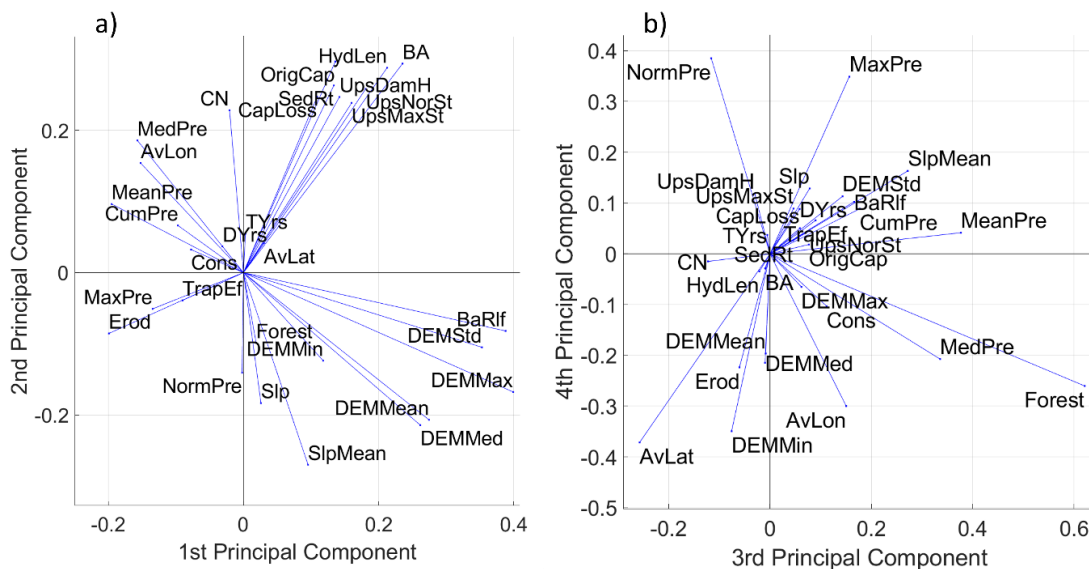 a)
HydLen
BA
OrigCap
UpsDamH
CN
SedRt
CapLoss
UpsNorSt
UpsMaxSt
0.2
MedPre
AvLon
MeanPre
CumPre
TYrs
DYrs
AvLat
Cons
0
TrapEf
MaxPre
Erod
Forest
BaRlf
DEMStd
DEMMin
NormPre
Slp
DEMMax
DEMMean
-0.2
DEMMed
SlpMean
-0.2
0
0.2
0.4
1st Principal Component
2nd Principal Component
b)
0.4
NormPre
MaxPre
0.3
0.2
SlpMean
UpsDamH
Slp
DEMStd
UpsMaxSt
0.1
BaRlf
CapLoss
DYrs
CumPre
MeanPre
TYrs
TrapEf
UpsNorSt
0
SedRt
CN
OrigCap
HydLen
BA
DEMMax
-0.1
Cons
DEMMean
MedPre
-0.2
DEMMed
Erod
Forest
-0.3
AvLon
DEMMin
AvLat
-0.4
-0.5
-0.2
0
0.2
0.4
0.6
3rd Principal Component
4th Principal Component